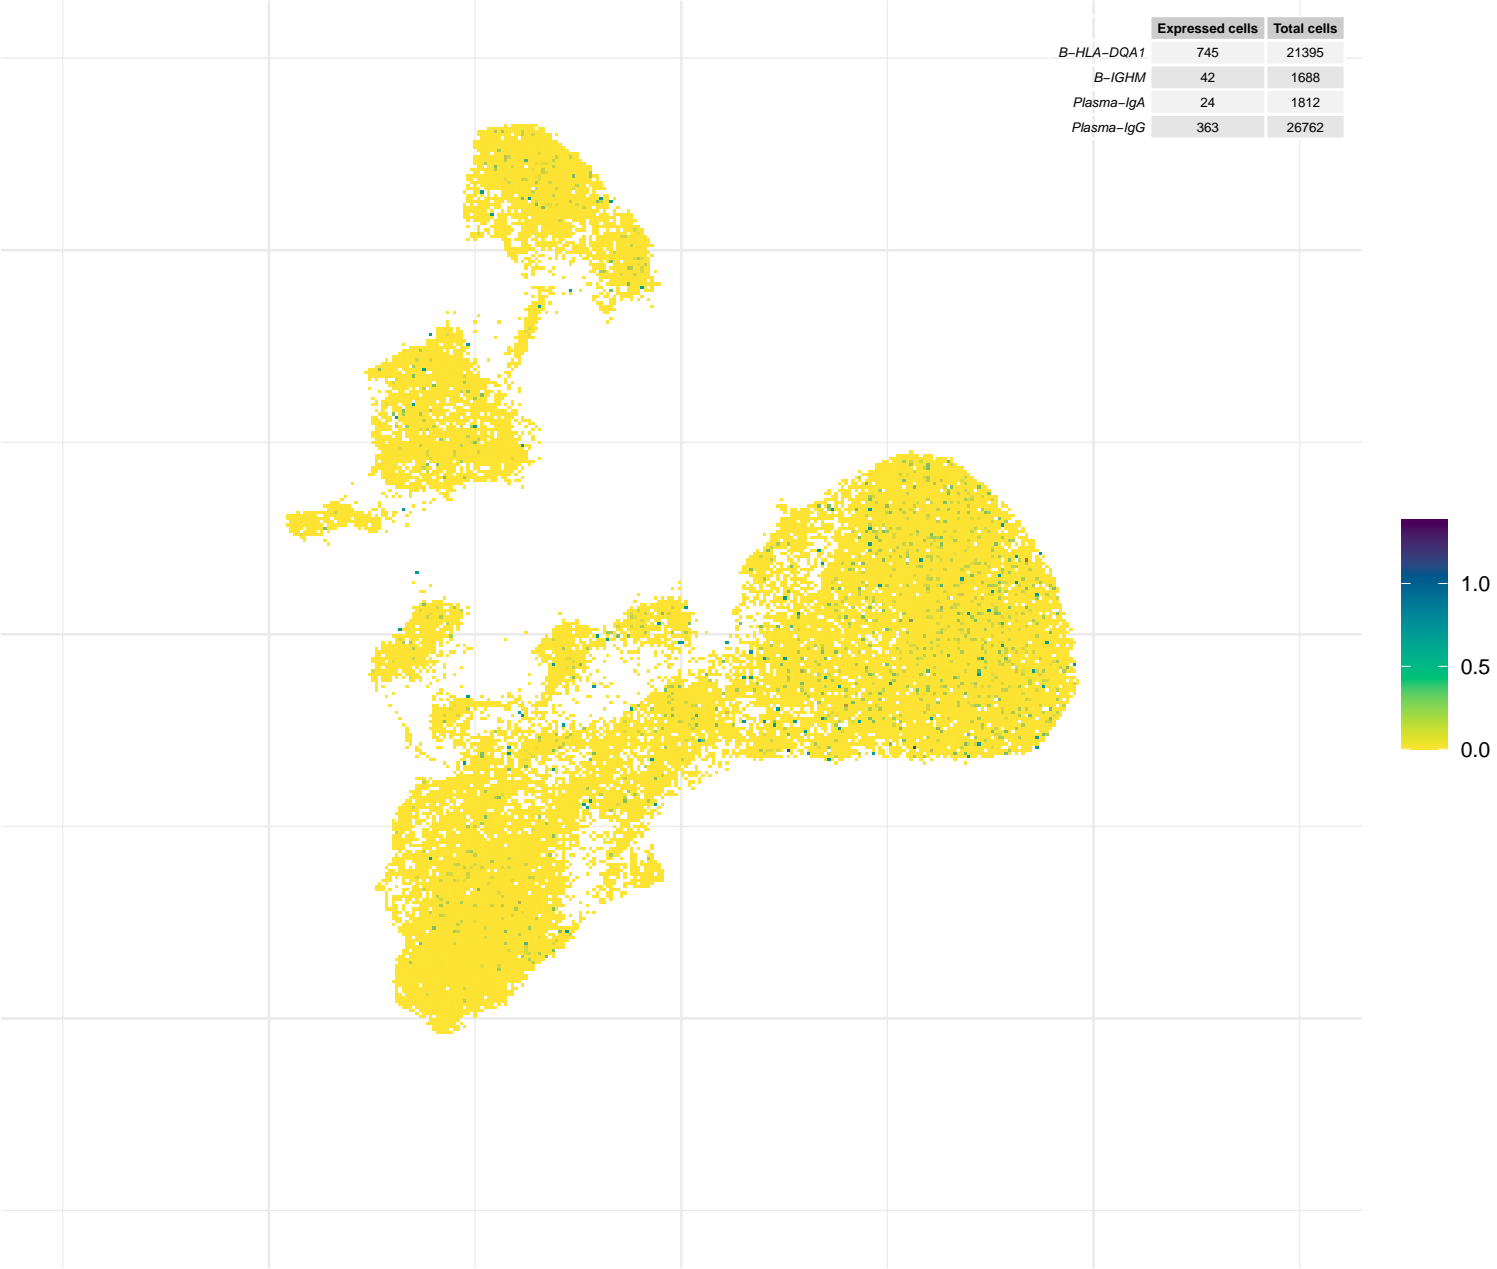 Expressed cells Total cells
B−HLA−DQA1 745 21395
B−IGHM 42 1688
Plasma−IgA 24 1812
Plasma−IgG 363 26762
1.0
0.5
0.0